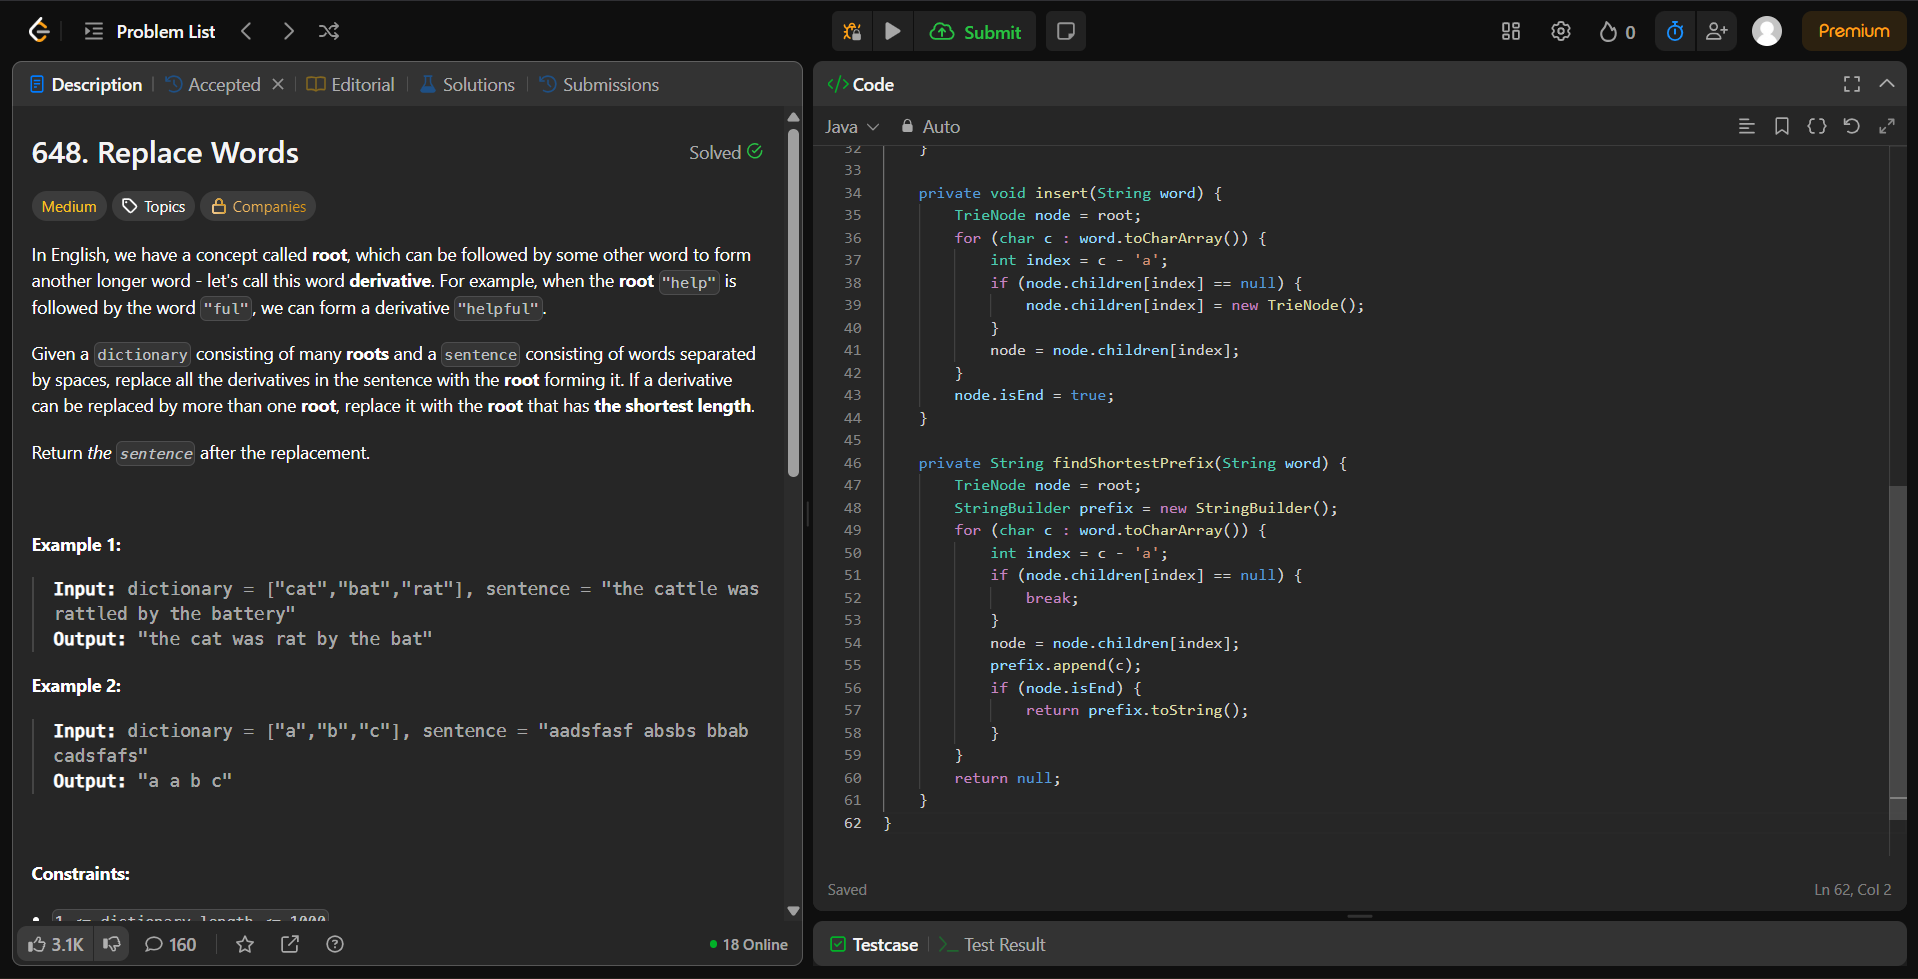 Problem List
Submit
0
Premium
Description
Accepted
Editorial
Solutions
Submissions
648. Replace Words
Solved
Medium
Topics
Companies
In English, we have a concept called root, which can be followed by some other word to form
another longer word - let's call this word derivative. For example, when the root "help" is
followed by the word "ful", we can form a derivative "helpful".
Given a dictionary consisting of many roots and a sentence consisting of words separated
by spaces, replace all the derivatives in the sentence with the root forming it. If a derivative
can be replaced by more than one root, replace it with the root that has the shortest length.
Return the sentence after the replacement.
Example 1:
Input: dictionary = ["cat","bat","rat"], sentence = "the cattle was
rattled by the battery"
Output: "the cat was rat by the bat"
Example 2:
Input: dictionary = ["a","b","c"], sentence = "aadsfasf absbs bbab
cadsfafs"
Output: "a a b c"
Constraints:
1 <= dictionary.length <= 1000
3.1K
160
18 Online
</> Code
Java
Auto
32 }
33
34 private void insert(String word) {
35 TrieNode node = root;
36 for (char c : word.toCharArray()) {
37 int index = c - 'a';
38 if (node.children[index] == null) {
39 node.children[index] = new TrieNode();
40 }
41 node = node.children[index];
42 }
43 node.isEnd = true;
44 }
45
46 private String findShortestPrefix(String word) {
47 TrieNode node = root;
48 StringBuilder prefix = new StringBuilder();
49 for (char c : word.toCharArray()) {
50 int index = c - 'a';
51 if (node.children[index] == null) {
52 break;
53 }
54 node = node.children[index];
55 prefix.append(c);
56 if (node.isEnd) {
57 return prefix.toString();
58 }
59 }
60 return null;
61 }
62 }
Saved
Ln 62, Col 2
Testcase
Test Result